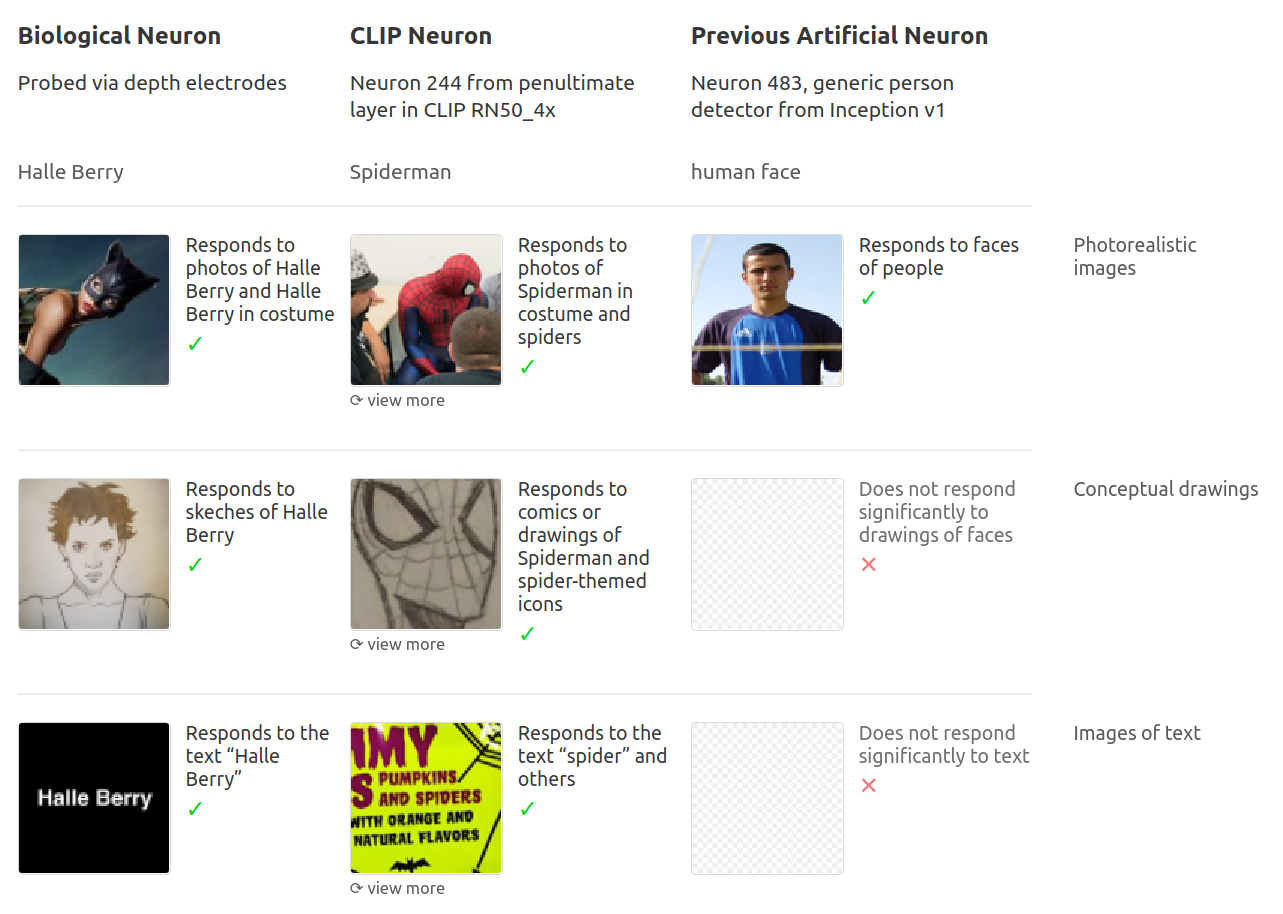 Biological Neuron
CLIP Neuron
Previous Artificial Neuron
Probed via depth electrodes
Neuron 244 from penultimate
layer in CLIP RN50_4x
Neuron 483, generic person
detector from Inception v1
Halle Berry
Spiderman
human face
Responds to
photos of Halle
Berry and Halle
Berry in costume
✓
Responds to
photos of
Spiderman in
costume and
spiders
✓
⟳ view more
Responds to faces
of people
✓
Photorealistic
images
Responds to
skeches of Halle
Berry
✓
Responds to
comics or
drawings of
Spiderman and
spider-themed
icons
✓
⟳ view more
Does not respond
significantly to
drawings of faces
✕
Conceptual drawings
Halle Berry
Responds to the
text “Halle
Berry”
✓
MMY
S PUMPKINS
AND SPIDERS
WITH ORANGE AND
NATURAL FLAVORS
⟳ view more
Responds to the
text “spider” and
others
✓
Does not respond
significantly to text
✕
Images of text